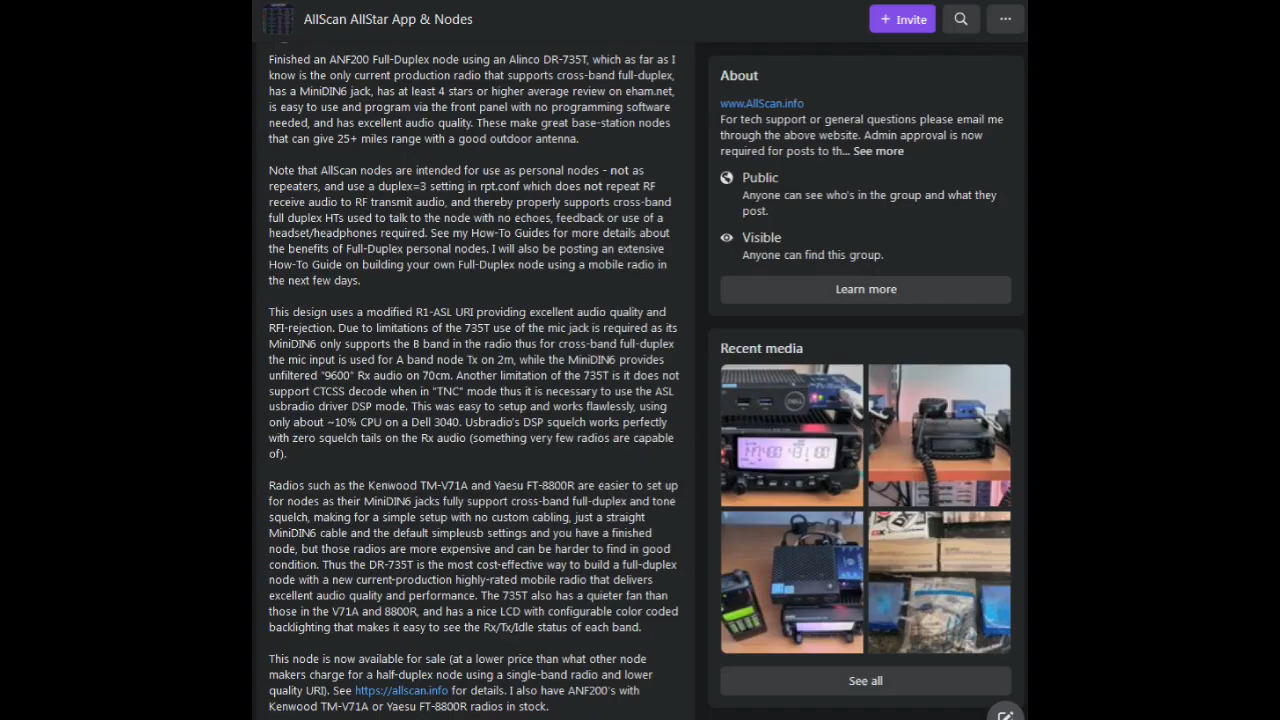 AllScan AllStar App & Nodes
+ Invite
Finished an ANF200 Full-Duplex node using an Alinco DR-735T, which as far as I
know is the only current production radio that supports cross-band full-duplex,
has a MiniDIN6 jack, has at least 4 stars or higher average review on eham.net,
is easy to use and program via the front panel with no programming software
needed, and has excellent audio quality. These make great base-station nodes
that can give 25+ miles range with a good outdoor antenna.
Note that AllScan nodes are intended for use as personal nodes - not as
repeaters, and use a duplex=3 setting in rpt.conf which does not repeat RF
receive audio to RF transmit audio, and thereby properly supports cross-band
full duplex HTs used to talk to the node with no echoes, feedback or use of a
headset/headphones required. See my How-To Guides for more details about
the benefits of Full-Duplex personal nodes. I will also be posting an extensive
How-To Guide on building your own Full-Duplex node using a mobile radio in
the next few days.
This design uses a modified R1-ASL URI providing excellent audio quality and
RFI-rejection. Due to limitations of the 735T use of the mic jack is required as its
MiniDIN6 only supports the B band in the radio thus for cross-band full-duplex
the mic input is used for A band node Tx on 2m, while the MiniDIN6 provides
unfiltered "9600" Rx audio on 70cm. Another limitation of the 735T is it does not
support CTCSS decode when in "TNC" mode thus it is necessary to use the ASL
usbradio driver DSP mode. This was easy to setup and works flawlessly, using
only about ~10% CPU on a Dell 3040. Usbradio's DSP squelch works perfectly
with zero squelch tails on the Rx audio (something very few radios are capable
of).
Radios such as the Kenwood TM-V71A and Yaesu FT-8800R are easier to set up
for nodes as their MiniDIN6 jacks fully support cross-band full-duplex and tone
squelch, making for a simple setup with no custom cabling, just a straight
MiniDIN6 cable and the default simpleusb settings and you have a finished
node, but those radios are more expensive and can be harder to find in good
condition. Thus the DR-735T is the most cost-effective way to build a full-duplex
node with a new current-production highly-rated mobile radio that delivers
excellent audio quality and performance. The 735T also has a quieter fan than
those in the V71A and 8800R, and has a nice LCD with configurable color coded
backlighting that makes it easy to see the Rx/Tx/Idle status of each band.
This node is now available for sale (at a lower price than what other node
makers charge for a half-duplex node using a single-band radio and lower
quality URI). See https://allscan.info for details. I also have ANF200's with
Kenwood TM-V71A or Yaesu FT-8800R radios in stock.
About
www.AllScan.info
For tech support or general questions please email me
through the above website. Admin approval is now
required for posts to th... See more
Public
Anyone can see who's in the group and what they
post.
Visible
Anyone can find this group.
Learn more
Recent media
DELL
See all